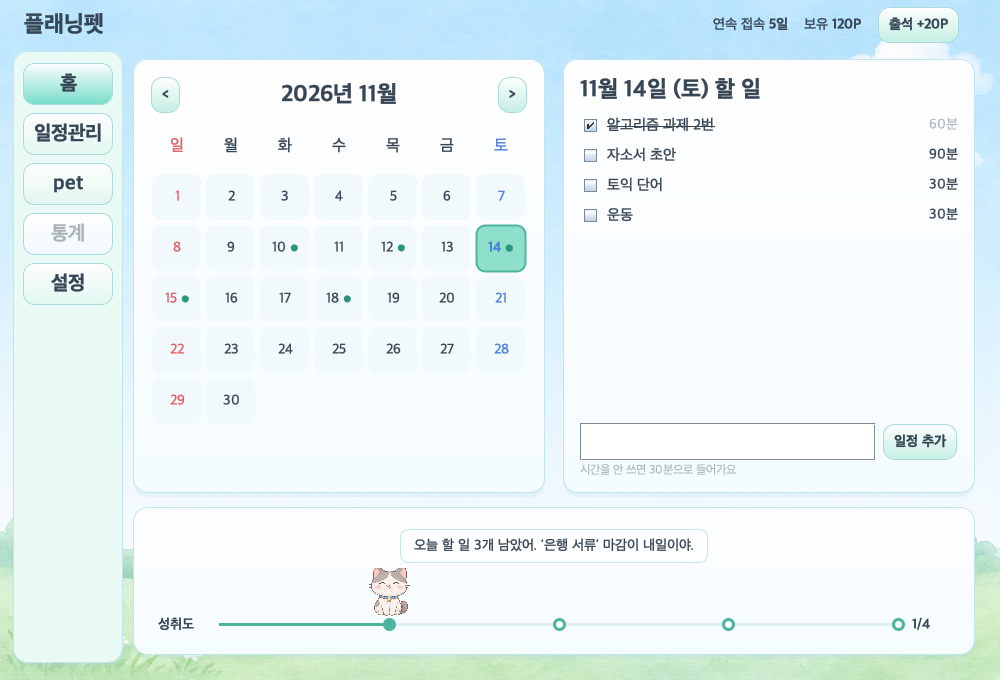 플래닝펫
연속 접속 5일 보유 120P 출석 +20P
홈
일정관리
pet
통계
설정
< 2026년 11월 >
일 월 화 수 목 금 토
1 2 3 4 5 6 7
8 9 10 11 12 13 14
15 16 17 18 19 20 21
22 23 24 25 26 27 28
29 30
11월 14일 (토) 할 일
알고리즘 과제 2번 60분
자소서 초안 90분
토익 단어 30분
운동 30분
일정 추가
시간을 안 쓰면 30분으로 들어가요
오늘 할 일 3개 남았어. '은행 서류' 마감이 내일이야.
성취도 1/4